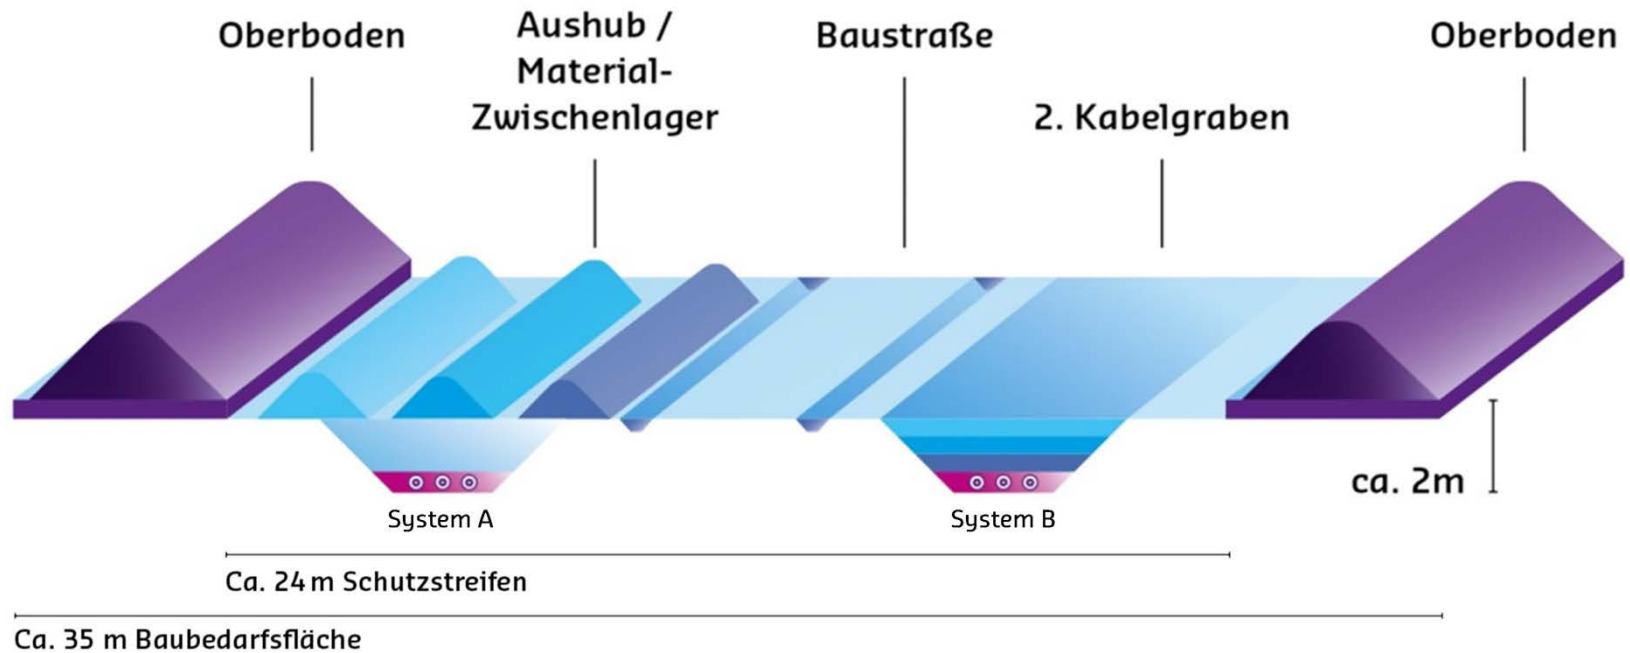 Oberboden
Aushub /
Material-
Zwischenlager
Baustraße
2. Kabelgraben
Oberboden
ca. 2m
System A
System B
Ca. 24 m Schutzstreifen
Ca. 35 m Baubedarfsfläche